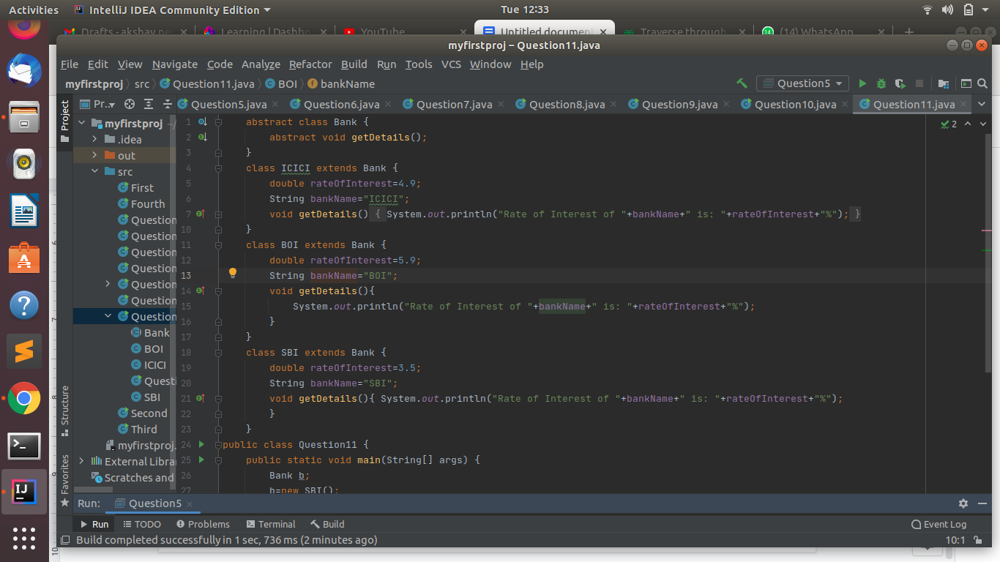 Activities IntelliJ IDEA Community Edition Tue 12:33
Drafts - akshay Learning | Dashbo YouTube Untitled document Traverse through (14) WhatsApp
myfirstproj – Question11.java
File Edit View Navigate Code Analyze Refactor Build Run Tools VCS Window Help
myfirstproj src Question11.java BOI bankName Question5
Project Pr... Question5.java Question6.java Question7.java Question8.java Question9.java Question10.java Question11.java
myfirstproj
.idea
out
src
First
Fourth
Question
Question
Question
Question
Question
Question
Question
Bank
BOI
ICICI
Questi
SBI
Second
Third
myfirstproj.
External Librar
Scratches and
1 abstract class Bank {
2 abstract void getDetails();
3 }
4 class ICICI extends Bank {
5 double rateOfInterest=4.9;
6 String bankName="ICICI";
7 void getDetails() { System.out.println("Rate of Interest of "+bankName+" is: "+rateOfInterest+"%"); }
10 }
11 class BOI extends Bank {
12 double rateOfInterest=5.9;
13 String bankName="BOI";
14 void getDetails(){
15 System.out.println("Rate of Interest of "+bankName+" is: "+rateOfInterest+"%");
16 }
17 }
18 class SBI extends Bank {
19 double rateOfInterest=3.5;
20 String bankName="SBI";
21 void getDetails(){ System.out.println("Rate of Interest of "+bankName+" is: "+rateOfInterest+"%");
22 }
23 }
24 public class Question11 {
25 public static void main(String[] args) {
26 Bank b;
27 b=new SBI();
2
Structure
Favorites
Run: Question5
Run TODO Problems Terminal Build Event Log
Build completed successfully in 1 sec, 736 ms (2 minutes ago) 10:1